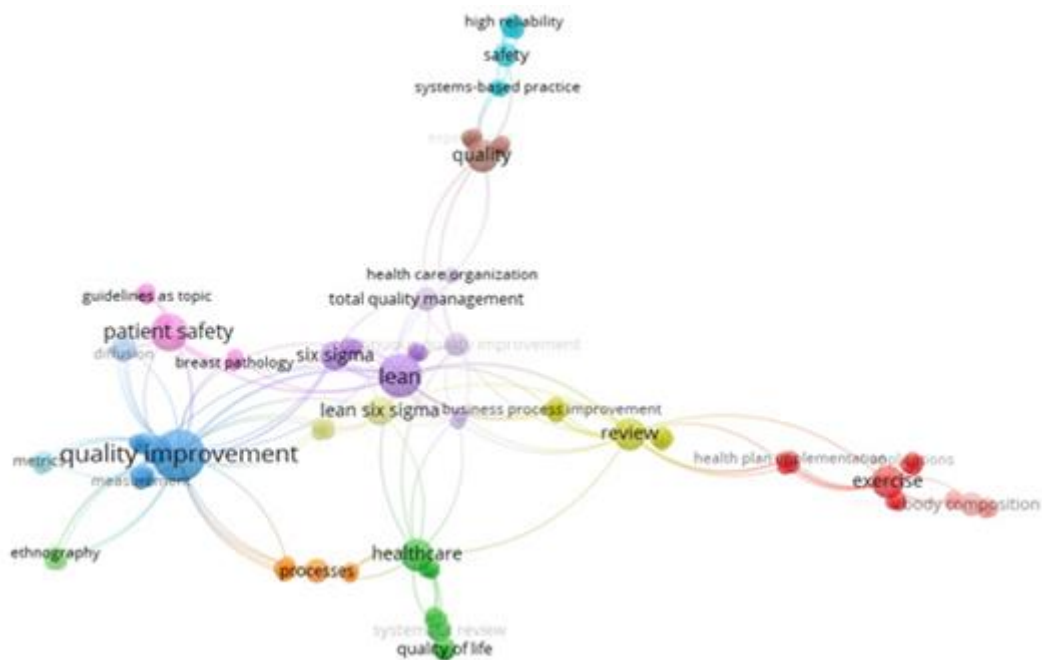 high reliability
safety
systems-based practice
quality
health care organization
total quality management
guidelines as topic
patient safety
diffusion
breast pathology
six sigma
improvement
lean
lean six sigma
business process improvement
review
quality improvement
metrics
measurement
health plan implementation
exercise
body composition
ethnography
processes
healthcare
review
quality of life